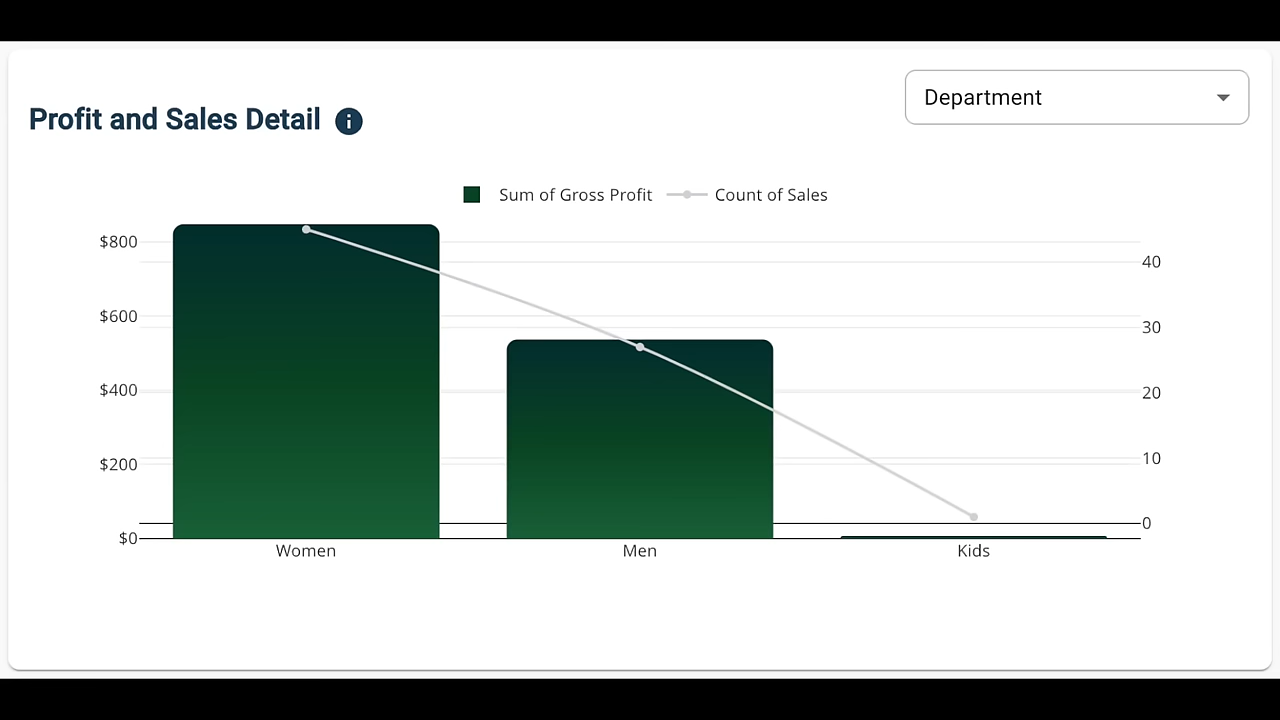 Department
Profit and Sales Detail
Sum of Gross Profit
Count of Sales
$800
$600
$400
$200
$0
40
30
20
10
0
Women
Men
Kids